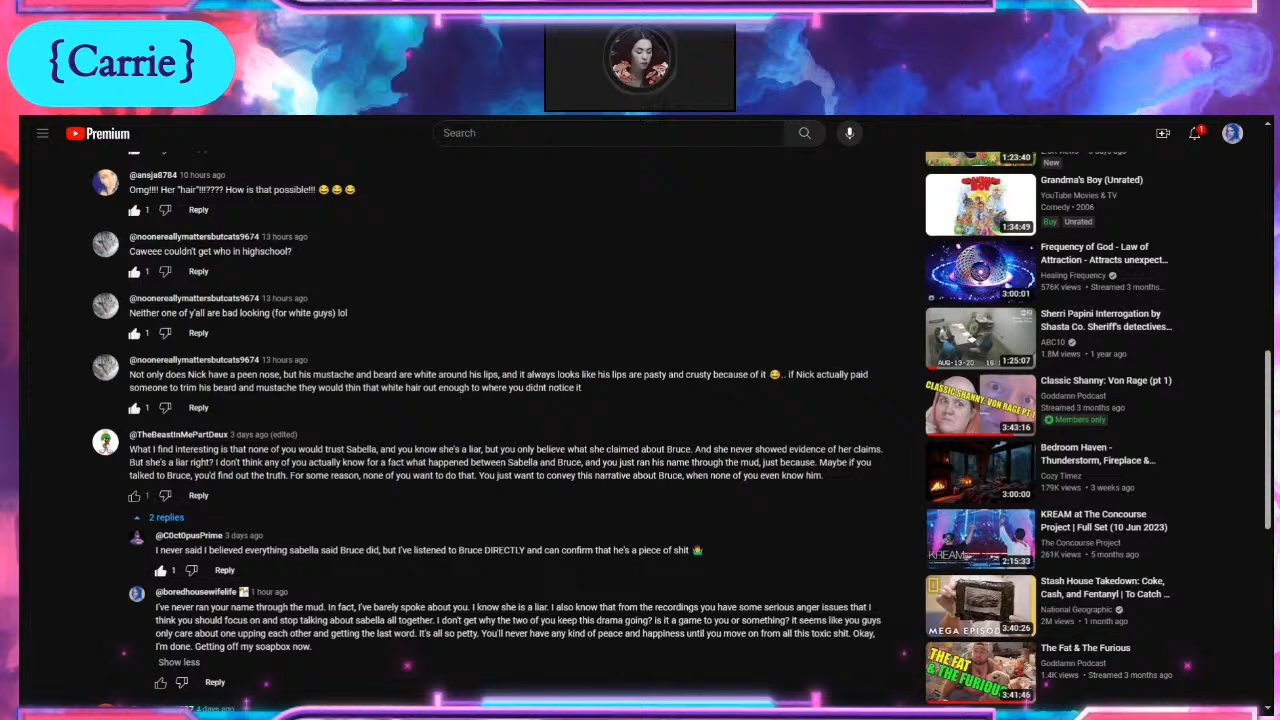 {Carrie}
Premium
Search
1
@ansja8784 10 hours ago
Omg!!!! Her "hair"!!!???? How is that possible!!! 😂 😂 😂
1 Reply
@noonereallymattersbutcats9674 13 hours ago
Caweee couldn't get who in highschool?
1 Reply
@noonereallymattersbutcats9674 13 hours ago
Neither one of y'all are bad looking (for white guys) lol
1 Reply
@noonereallymattersbutcats9674 13 hours ago
Not only does Nick have a pawn nose, but his mustache and beard are white around his lips, and it always looks like his lips are pasty and crusty because of it 😂.. if Nick actually paid
someone to trim his beard and mustache they would thin that white hair out enough to where you didnt notice it
1 Reply
@TheBeastInMePartDeux 3 days ago (edited)
What I find interesting is that none of you would trust Sabella, and you know she's a liar, but you only believe what she claimed about Bruce. And she never showed evidence of her claims.
But she's a liar right? I don't think any of you actually know for a fact what happened between Sabella and Bruce, and you just ran his name through the mud, just because. Maybe if you
talked to Bruce, you'd find out the truth. For some reason, none of you want to do that. You just want to convey this narrative about Bruce, when none of you even know him.
1 Reply
2 replies
@C0ct0pusPrime 3 days ago
I never said I believed everything sabella said Bruce did, but I've listened to Bruce DIRECTLY and can confirm that he's a piece of shit 🤷‍♂️
1 Reply
@boredhousewifelife 1 hour ago
I've never ran your name through the mud. In fact, I've barely spoke about you. I know she is a liar. I also know that from the recordings you have some serious anger issues that I
think you should focus on and stop talking about sabella all together. I don't get why the two of you keep this drama going? is it a game to you or something? it seems like you guys
only care about one upping each other and getting the last word. It's all so petty. You'll never have any kind of peace and happiness until you move on from all this toxic shit. Okay,
I'm done. Getting off my soapbox now.
Show less
Reply
1:23:40
New
Grandma's Boy (Unrated)
YouTube Movies & TV
Comedy • 2006
Buy Unrated
1:34:49
Frequency of God - Law of
Attraction - Attracts unexpect...
Healing Frequency
576K views • Streamed 3 months...
3:00:01
Sherri Papini Interrogation by
Shasta Co. Sheriff's detectives...
ABC10
1.8M views • 1 year ago
AUG-13-20
1:25:07
Classic Shanny: Von Rage (pt 1)
Goddamn Podcast
Streamed 3 months ago
Members only
CLASSIC SHANNY: VON RAGE PT 1
3:43:16
Bedroom Haven -
Thunderstorm, Fireplace &...
Cozy Timez
179K views • 3 weeks ago
3:00:00
KREAM at The Concourse
Project | Full Set (10 Jun 2023)
The Concourse Project
261K views • 5 months ago
KREAM
2:15:33
Stash House Takedown: Coke,
Cash, and Fentanyl | To Catch ...
National Geographic
2M views • 1 month ago
MEGA EPISOD
3:40:26
The Fat & The Furious
Goddamn Podcast
1.4K views • Streamed 3 months ago
THE FAT
& THE FURIOUS
3:41:46